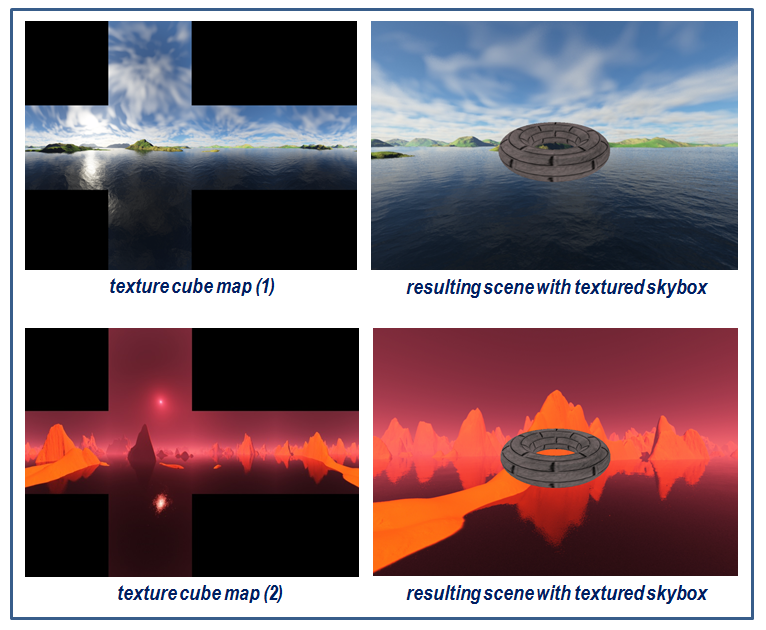 texture cube map (1)
resulting scene with textured skybox
texture cube map (2)
resulting scene with textured skybox